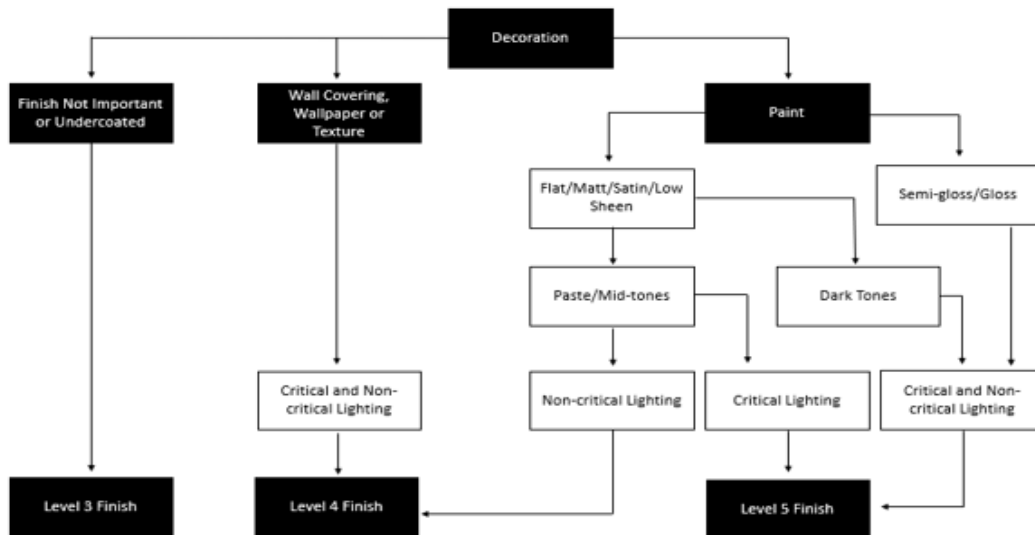 Decoration
Finish Not Important
or Undercoated
Wall Covering,
Wallpaper or
Texture
Paint
Flat/Matt/Satin/Low
Sheen
Semi-gloss/Gloss
Paste/Mid-tones
Dark Tones
Critical and Non-
critical Lighting
Non-critical Lighting
Critical Lighting
Critical and Non-
critical Lighting
Level 3 Finish
Level 4 Finish
Level 5 Finish